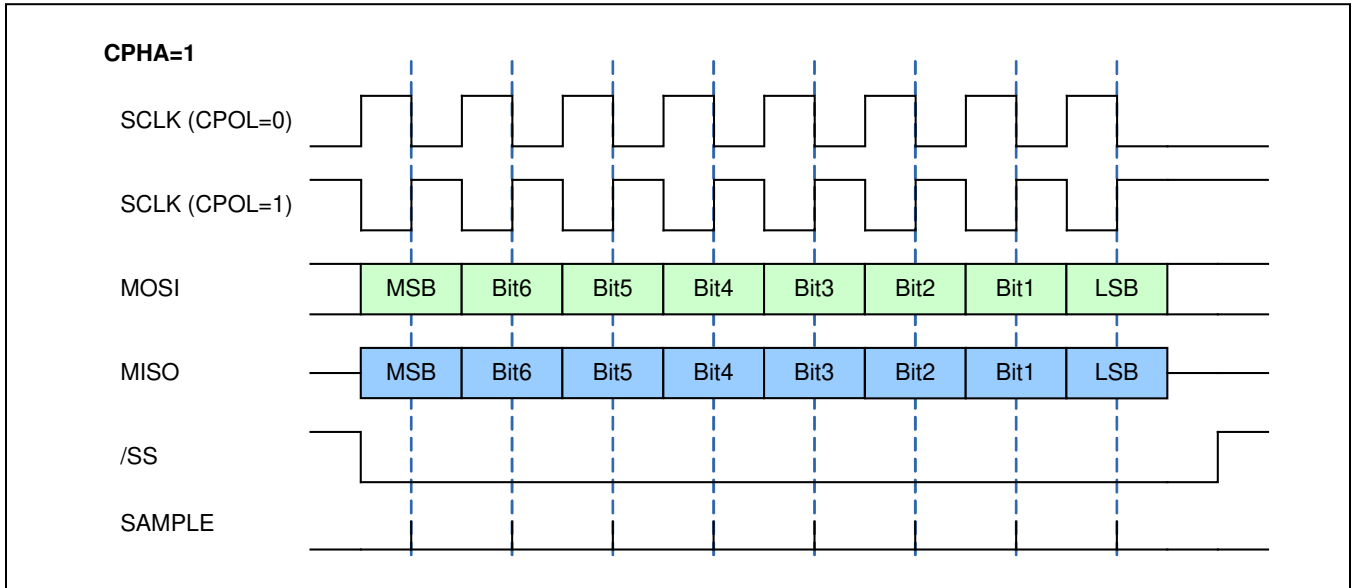 CPHA=1
SCLK (CPOL=0)
SCLK (CPOL=1)
MOSI MSB Bit6 Bit5 Bit4 Bit3 Bit2 Bit1 LSB
MISO MSB Bit6 Bit5 Bit4 Bit3 Bit2 Bit1 LSB
/SS
SAMPLE